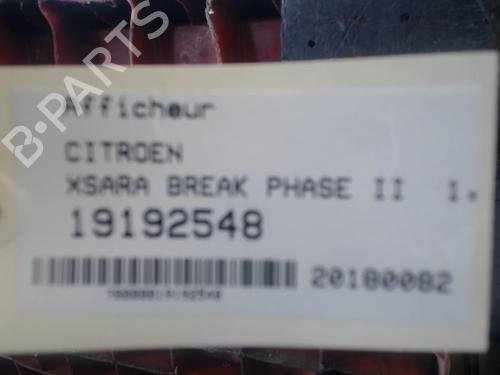 Afficheur
CITROEN
XSARA BREAK PHASE II 1.
19192548
20180082
B-PARTS